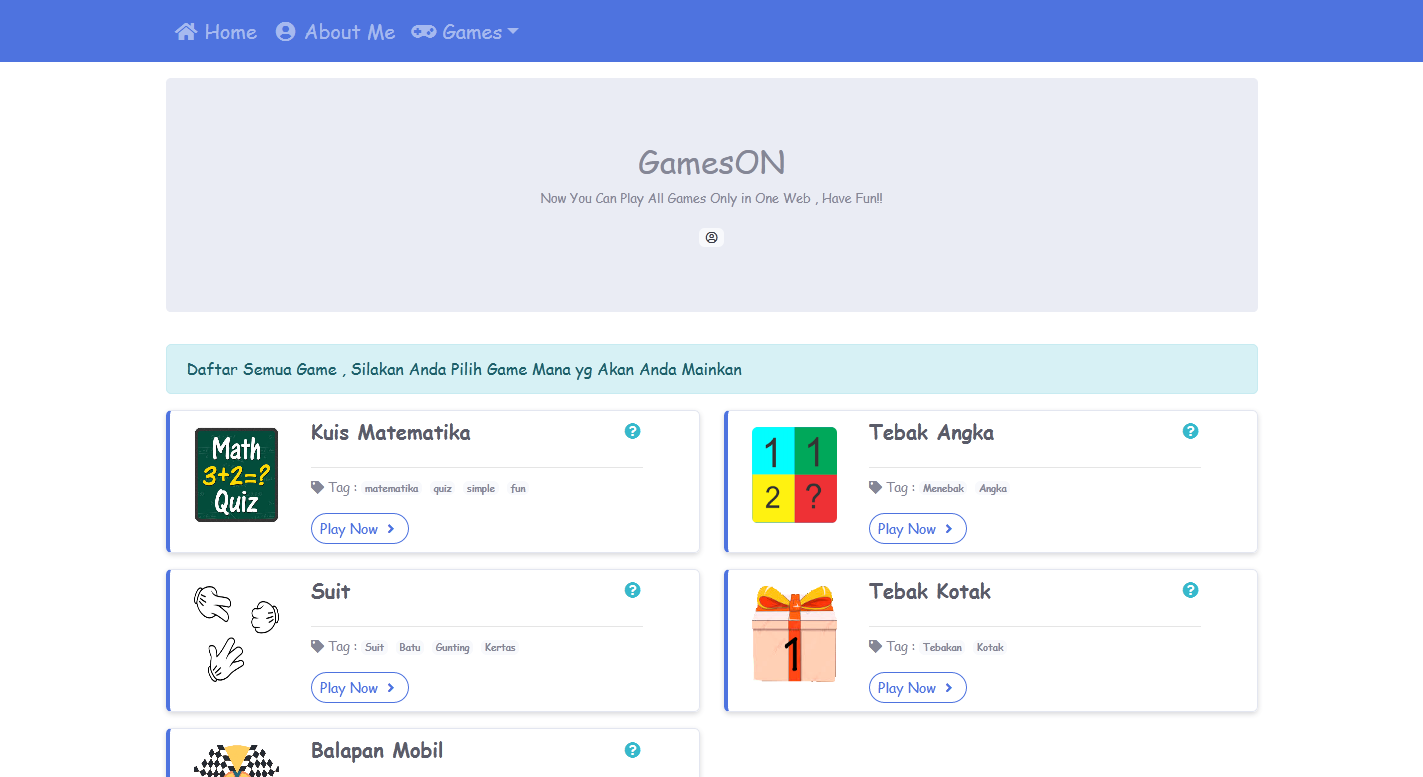 Home About Me Games
GamesON
Now You Can Play All Games Only in One Web , Have Fun!!
Daftar Semua Game , Silakan Anda Pilih Game Mana yg Akan Anda Mainkan
Math
3+2=?
Quiz
Kuis Matematika
?
Tag : matematika quiz simple fun
Play Now
1 1
2 ?
Tebak Angka
?
Tag : Menebak Angka
Play Now
Suit
?
Tag : Suit Batu Gunting Kertas
Play Now
1
Tebak Kotak
?
Tag : Tebakan Kotak
Play Now
Balapan Mobil
?